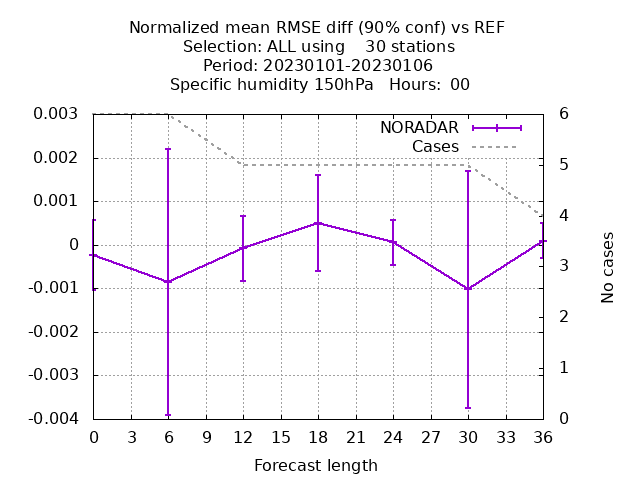 Normalized mean RMSE diff (90% conf) vs REF
Selection: ALL using    30 stations
Period: 20230101-20230106
Specific humidity 150hPa   Hours:  00
0.003
0.002
0.001
0
-0.001
-0.002
-0.003
-0.004
NORADAR
Cases
6
5
4
3
2
1
0
No cases
0 3 6 9 12 15 18 21 24 27 30 33 36
Forecast length